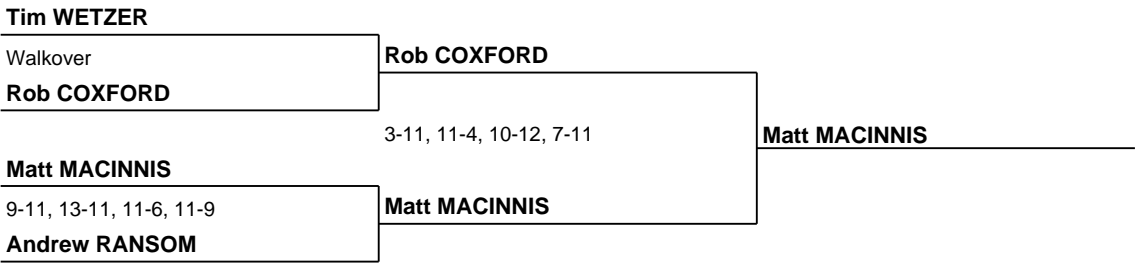 Tim WETZER
Walkover
Rob COXFORD
Rob COXFORD
3-11, 11-4, 10-12, 7-11
Matt MACINNIS
Matt MACINNIS
9-11, 13-11, 11-6, 11-9
Matt MACINNIS
Andrew RANSOM